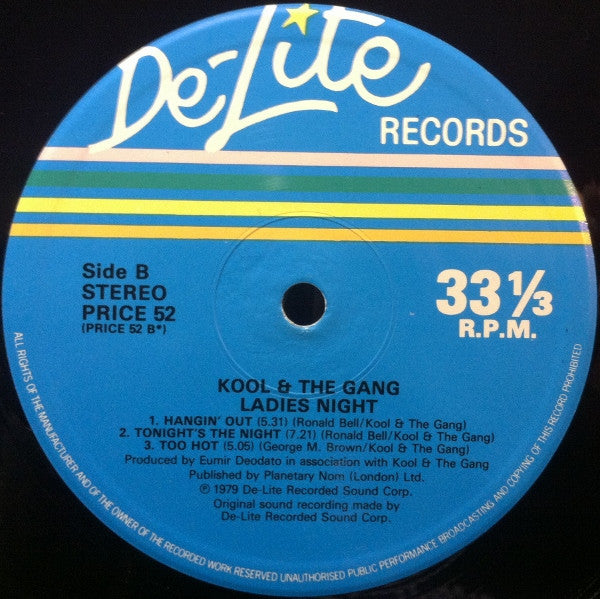 De-Lite
RECORDS
Side B
STEREO
PRICE 52
(PRICE 52 B*)
33 1/3
R.P.M.
KOOL & THE GANG
LADIES NIGHT
1. HANGIN' OUT (5.31) (Ronald Bell/Kool & The Gang)
2. TONIGHT'S THE NIGHT (7.21) (Ronald Bell/Kool & The Gang)
3. TOO HOT (5.05) (George M. Brown/Kool & The Gang)
Produced by Eumir Deodato in association with Kool & The Gang
Published by Planetary Nom (London) Ltd.
℗ 1979 De-Lite Recorded Sound Corp.
Original sound recording made by
De-Lite Recorded Sound Corp.
ALL RIGHTS OF THE MANUFACTURER AND OF THE OWNER OF THE RECORDED WORK RESERVED UNAUTHORISED PUBLIC PERFORMANCE BROADCASTING AND COPYING OF THIS RECORD PROHIBITED